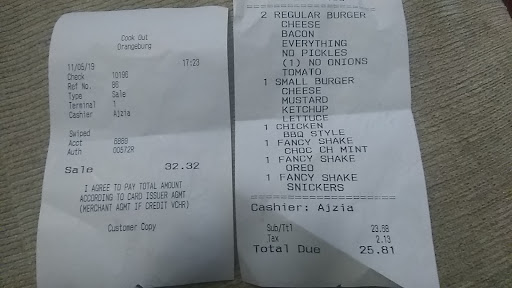 Cook Out
Orangeburg
11/05/19 17:23
Check 10196
Ref No. B6
Type Sale
Terminal 1
Cashier Ajzia
Swiped
Acct 6868
Auth 00572R
Sale 32.32
I AGREE TO PAY TOTAL AMOUNT
ACCORDING TO CARD ISSUER AGMT
(MERCHANT AGMT IF CREDIT VCHR)
Customer Copy
2 REGULAR BURGER
CHEESE
BACON
EVERYTHING
NO PICKLES
(1) NO ONIONS
TOMATO
1 SMALL BURGER
CHEESE
MUSTARD
KETCHUP
LETTUCE
1 CHICKEN
BBQ STYLE
1 FANCY SHAKE
CHOC CH MINT
1 FANCY SHAKE
OREO
1 FANCY SHAKE
SNICKERS
Cashier: Ajzia
Sub/Ttl 23.68
Tax 2.13
Total Due 25.81